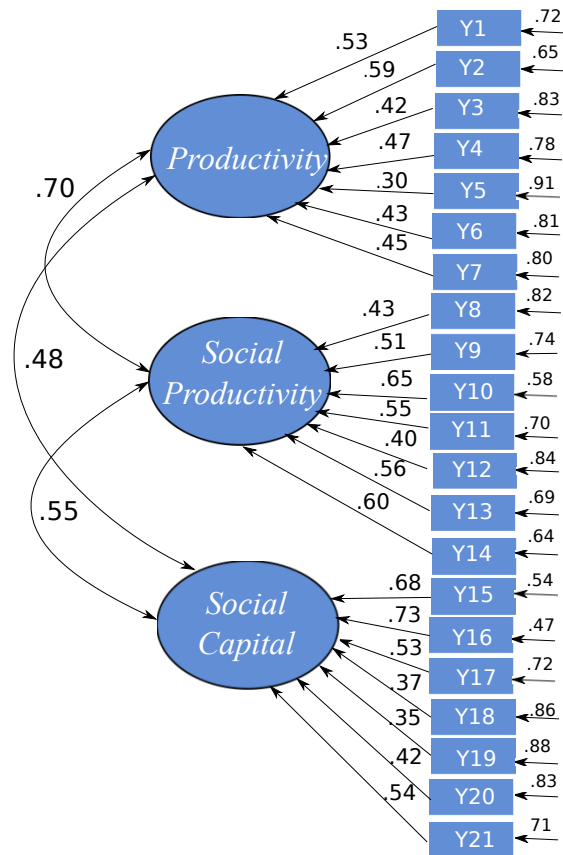 .53 Y1 .72
.59 Y2 .65
.42 Y3 .83
.47 Y4 .78
Productivity
.30 Y5 .91
.70
.43 Y6 .81
.45 Y7 .80
.43 Y8 .82
.51 Y9 .74
.48
Social
Productivity
.65 Y10 .58
.55 Y11 .70
.40 Y12 .84
.56 Y13 .69
.55
.60 Y14 .64
.68 Y15 .54
Social
Capital
.73 Y16 .47
.53 Y17 .72
.37 Y18 .86
.35 Y19 .88
.42 Y20 .83
.54 Y21 .71